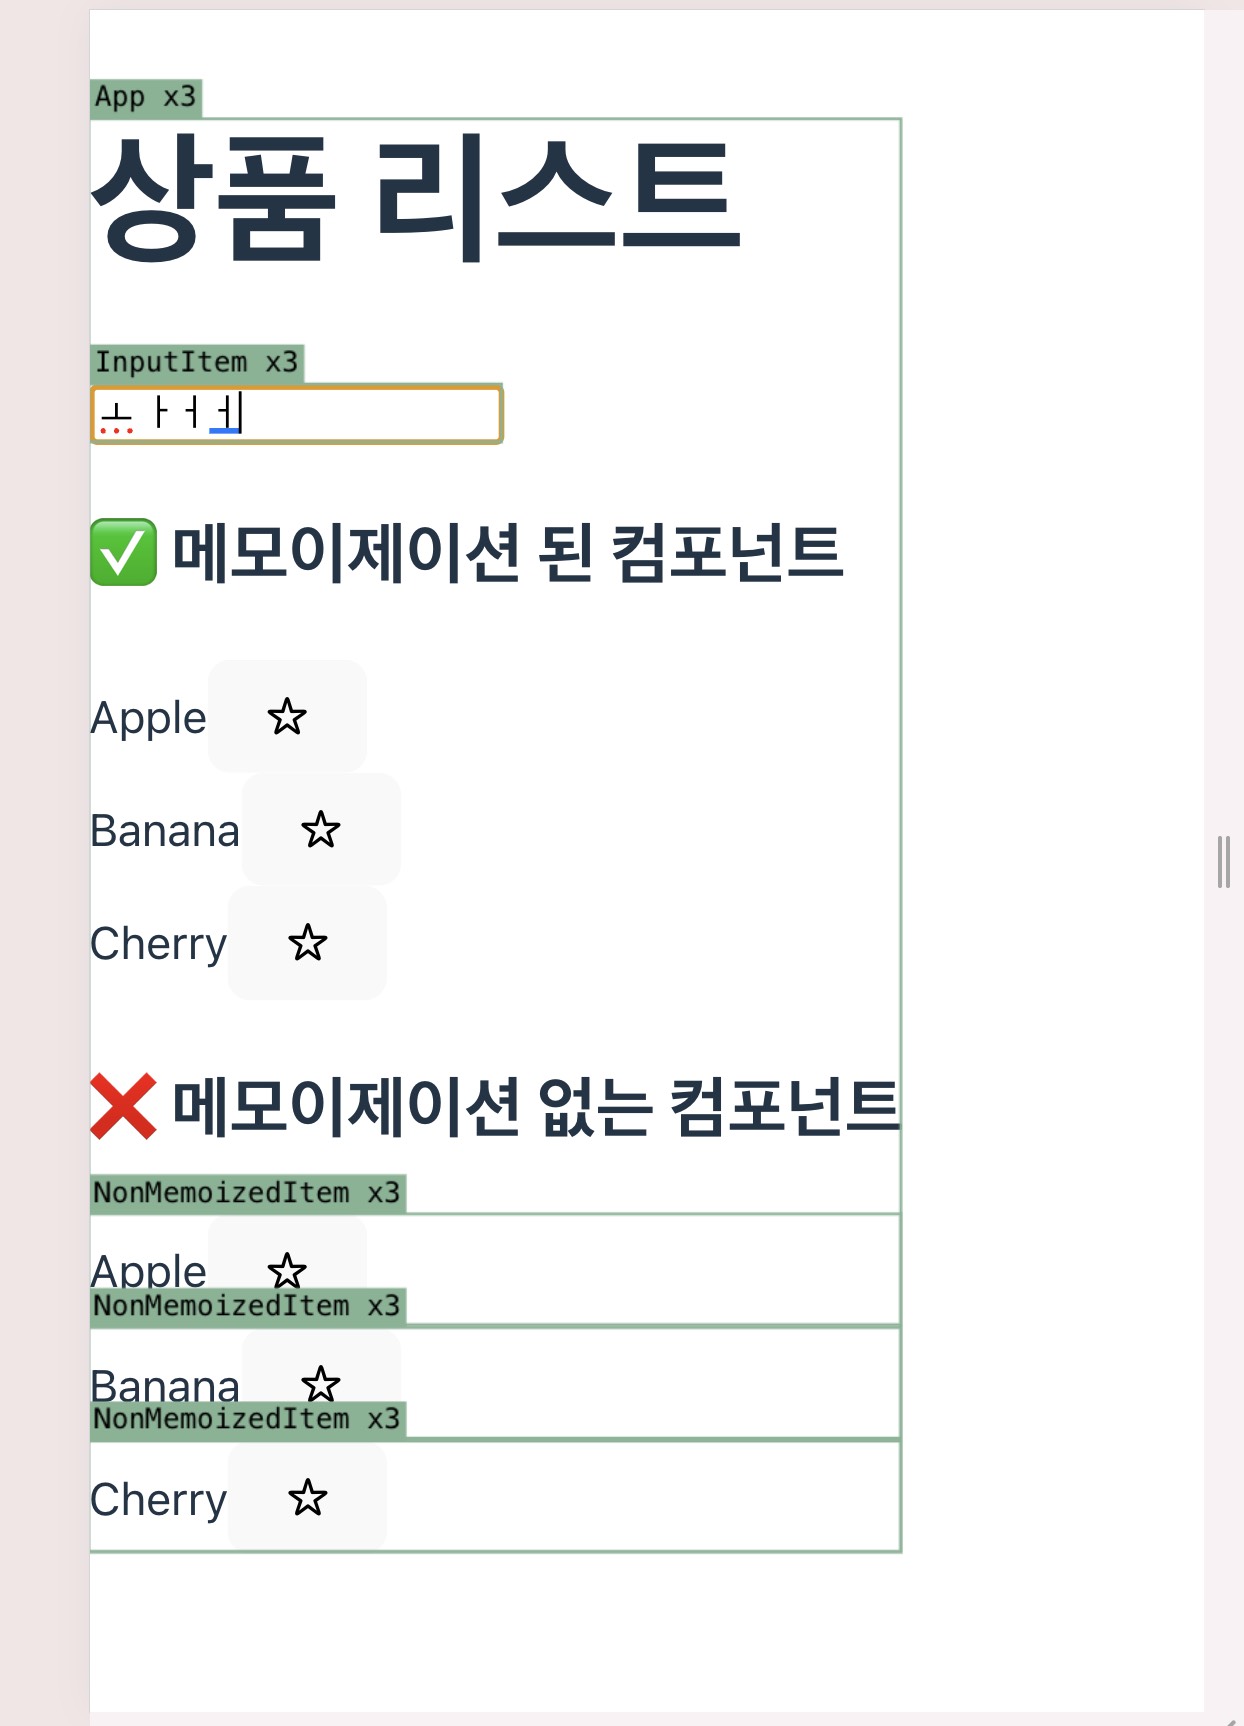 App x3
상품 리스트
InputItem x3
ㅗㅏㅓㅔ
✅ 메모이제이션 된 컴포넌트
Apple ☆
Banana ☆
Cherry ☆
❌ 메모이제이션 없는 컴포넌트
NonMemoizedItem x3
Apple ☆
NonMemoizedItem x3
Banana ☆
NonMemoizedItem x3
Cherry ☆